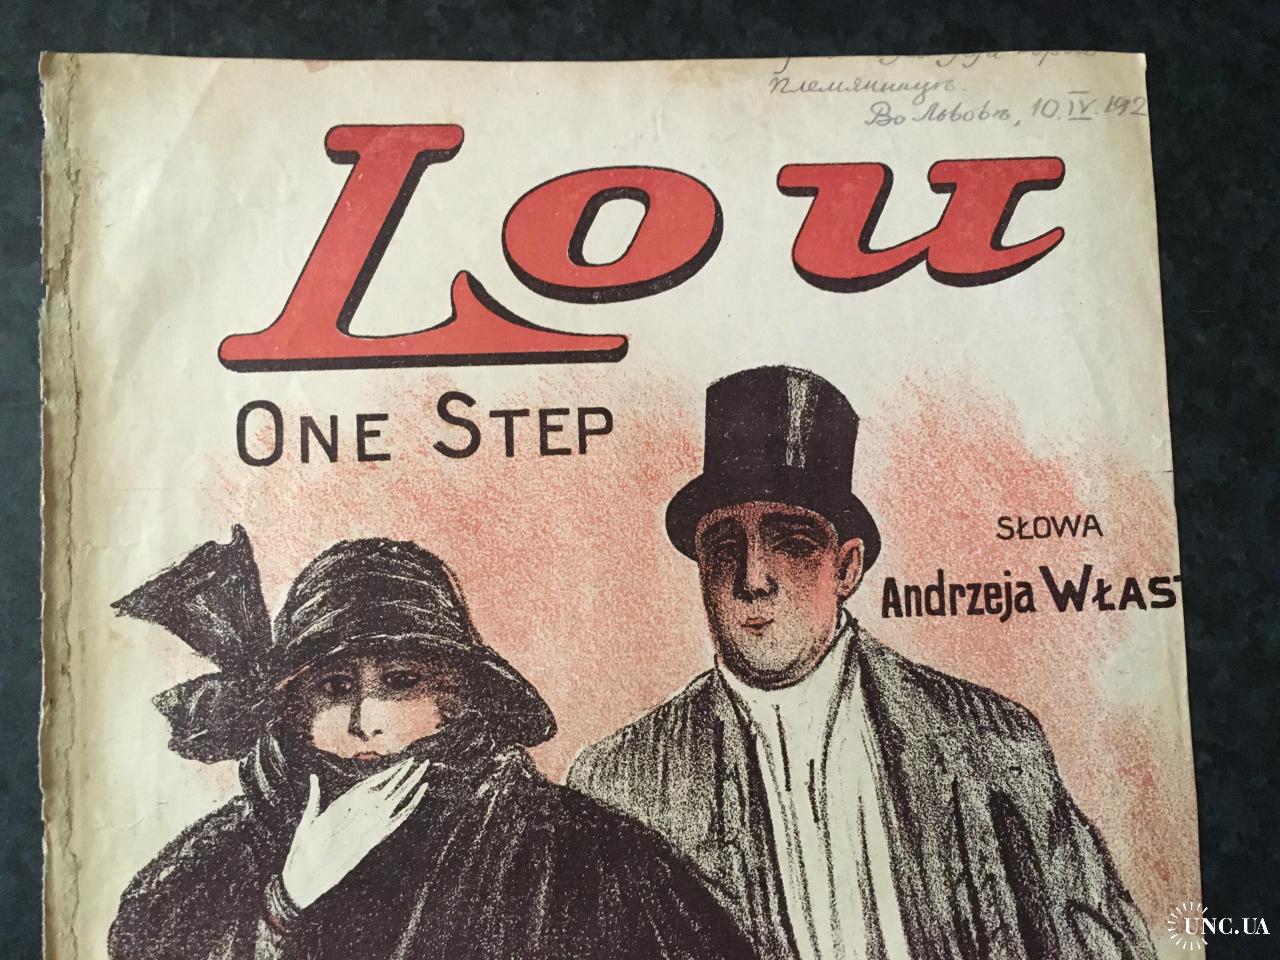 племянницѣ.
Во Львовѣ, 10.IV.192
Lou
ONE STEP
SŁOWA
Andrzeja WŁAST
UNC.UA